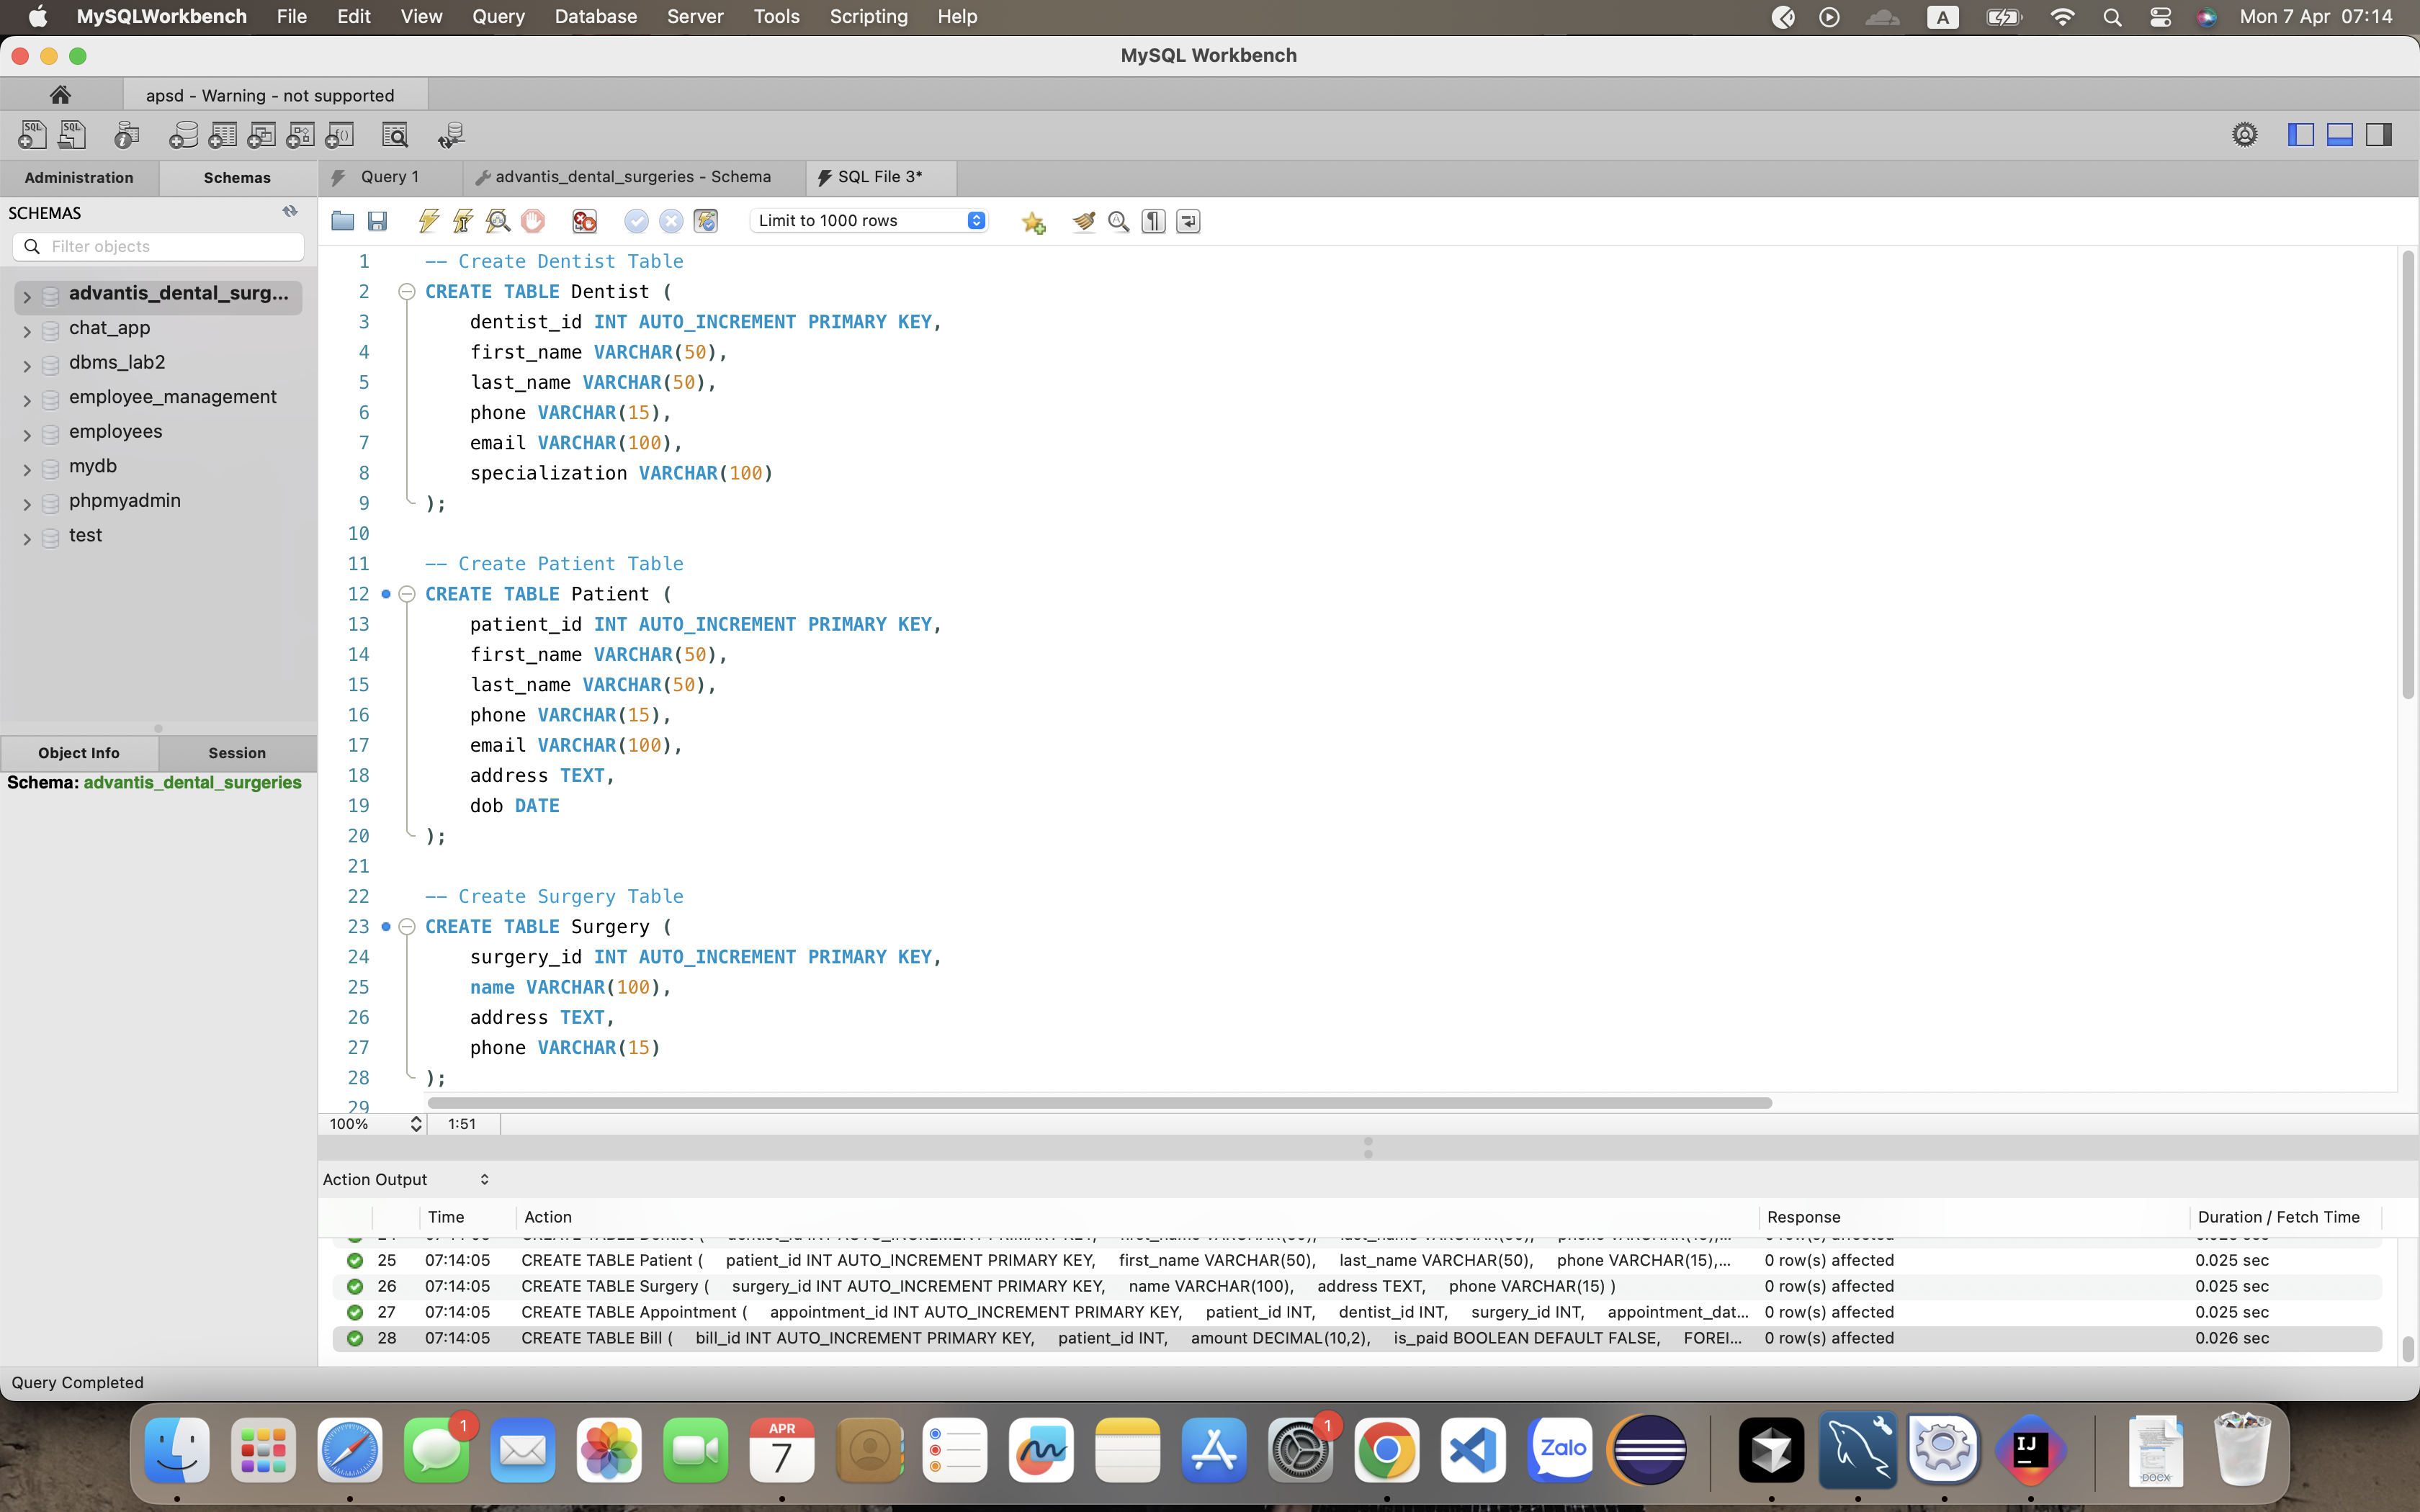 MySQLWorkbench File Edit View Query Database Server Tools Scripting Help A Mon 7 Apr 07:14
MySQL Workbench
apsd - Warning - not supported
Administration Schemas Query 1 advantis_dental_surgeries - Schema SQL File 3*
SCHEMAS
Filter objects
Limit to 1000 rows
advantis_dental_surg...
chat_app
dbms_lab2
employee_management
employees
mydb
phpmyadmin
test
Object Info Session
Schema: advantis_dental_surgeries
1 -- Create Dentist Table
2 CREATE TABLE Dentist (
3 dentist_id INT AUTO_INCREMENT PRIMARY KEY,
4 first_name VARCHAR(50),
5 last_name VARCHAR(50),
6 phone VARCHAR(15),
7 email VARCHAR(100),
8 specialization VARCHAR(100)
9 );
10
11 -- Create Patient Table
12 CREATE TABLE Patient (
13 patient_id INT AUTO_INCREMENT PRIMARY KEY,
14 first_name VARCHAR(50),
15 last_name VARCHAR(50),
16 phone VARCHAR(15),
17 email VARCHAR(100),
18 address TEXT,
19 dob DATE
20 );
21
22 -- Create Surgery Table
23 CREATE TABLE Surgery (
24 surgery_id INT AUTO_INCREMENT PRIMARY KEY,
25 name VARCHAR(100),
26 address TEXT,
27 phone VARCHAR(15)
28 );
29
100% 1:51
Action Output
Time Action Response Duration / Fetch Time
25 07:14:05 CREATE TABLE Patient ( patient_id INT AUTO_INCREMENT PRIMARY KEY, first_name VARCHAR(50), last_name VARCHAR(50), phone VARCHAR(15),... 0 row(s) affected 0.025 sec
26 07:14:05 CREATE TABLE Surgery ( surgery_id INT AUTO_INCREMENT PRIMARY KEY, name VARCHAR(100), address TEXT, phone VARCHAR(15) ) 0 row(s) affected 0.025 sec
27 07:14:05 CREATE TABLE Appointment ( appointment_id INT AUTO_INCREMENT PRIMARY KEY, patient_id INT, dentist_id INT, surgery_id INT, appointment_dat... 0 row(s) affected 0.025 sec
28 07:14:05 CREATE TABLE Bill ( bill_id INT AUTO_INCREMENT PRIMARY KEY, patient_id INT, amount DECIMAL(10,2), is_paid BOOLEAN DEFAULT FALSE, FOREI... 0 row(s) affected 0.026 sec
Query Completed
1 APR 7 1 Zalo IJ DOCX